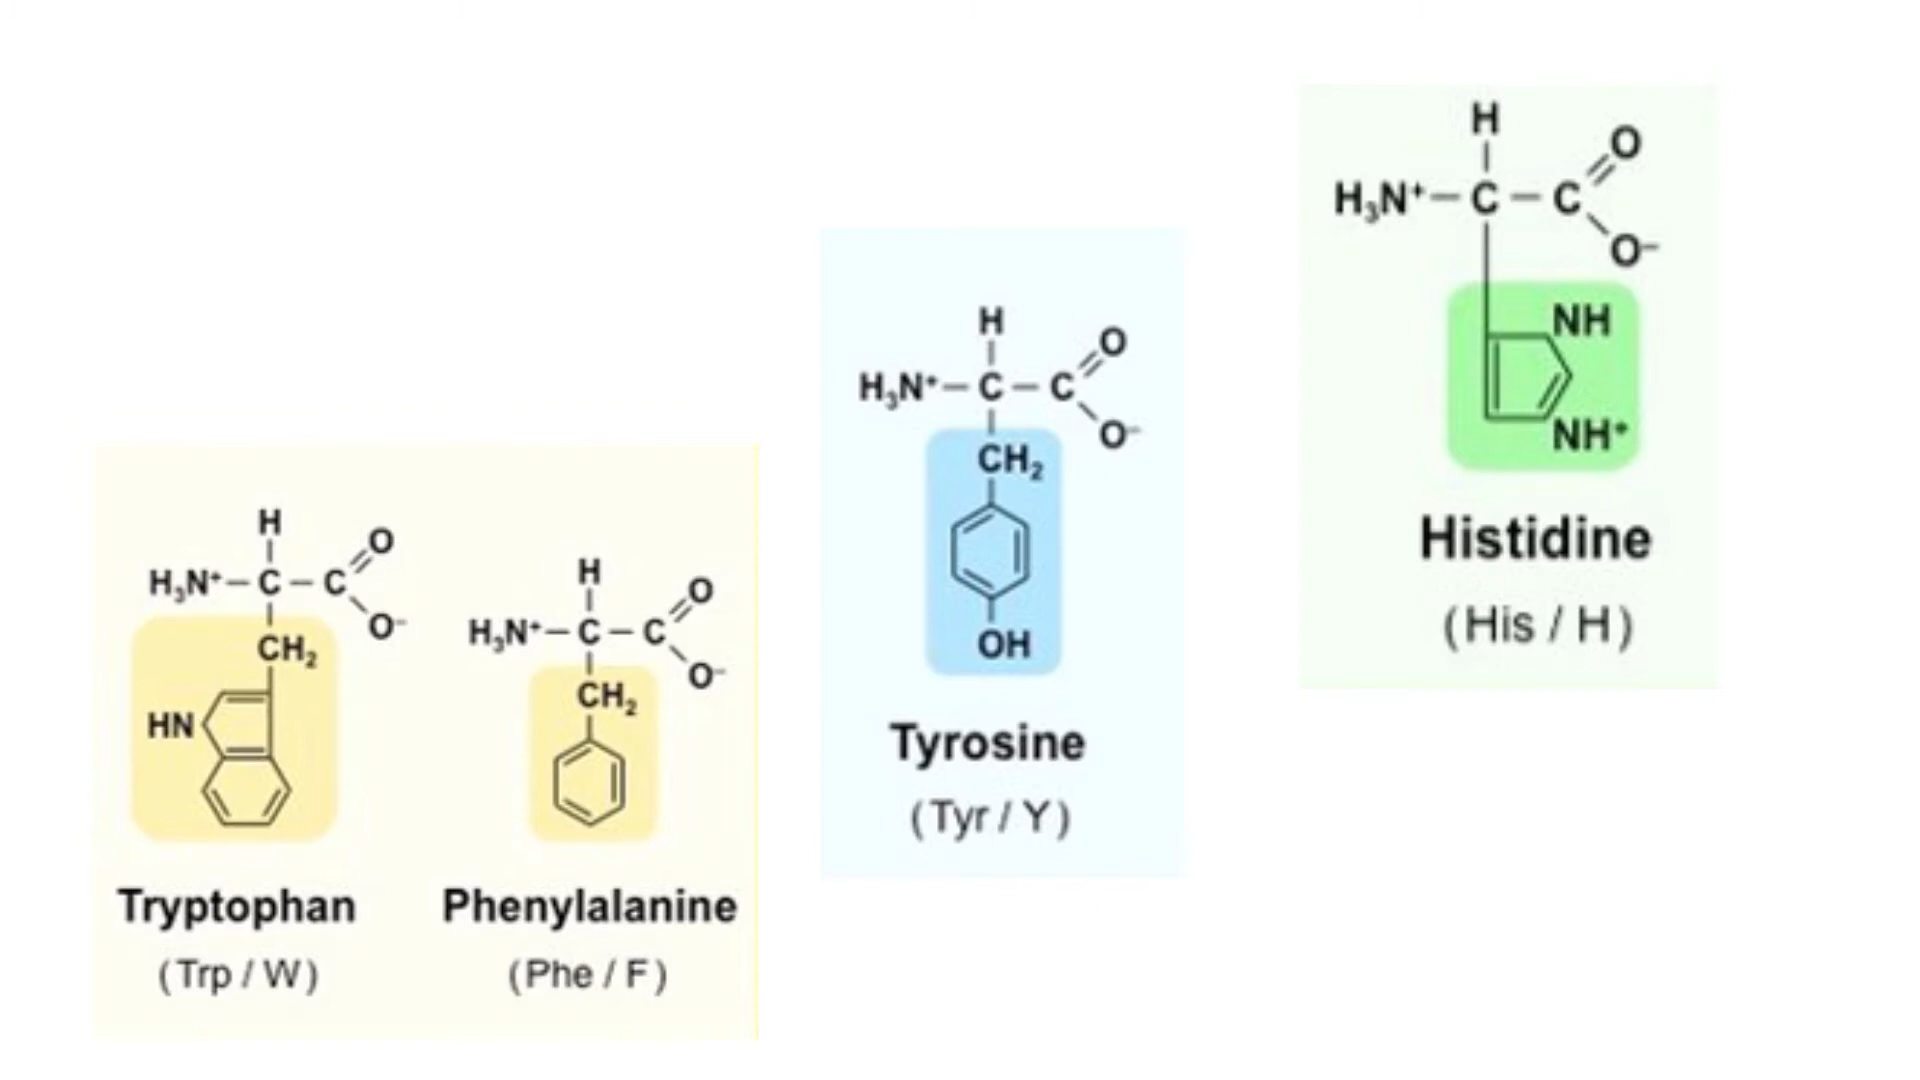 H
H₃N⁺–C–C
O
O⁻
CH₂
HN
Tryptophan
(Trp / W)
H
H₃N⁺–C–C
O
O⁻
CH₂
Phenylalanine
(Phe / F)
H
H₃N⁺–C–C
O
O⁻
CH₂
OH
Tyrosine
(Tyr / Y)
H
H₃N⁺–C–C
O
O⁻
NH
NH⁺
Histidine
(His / H)